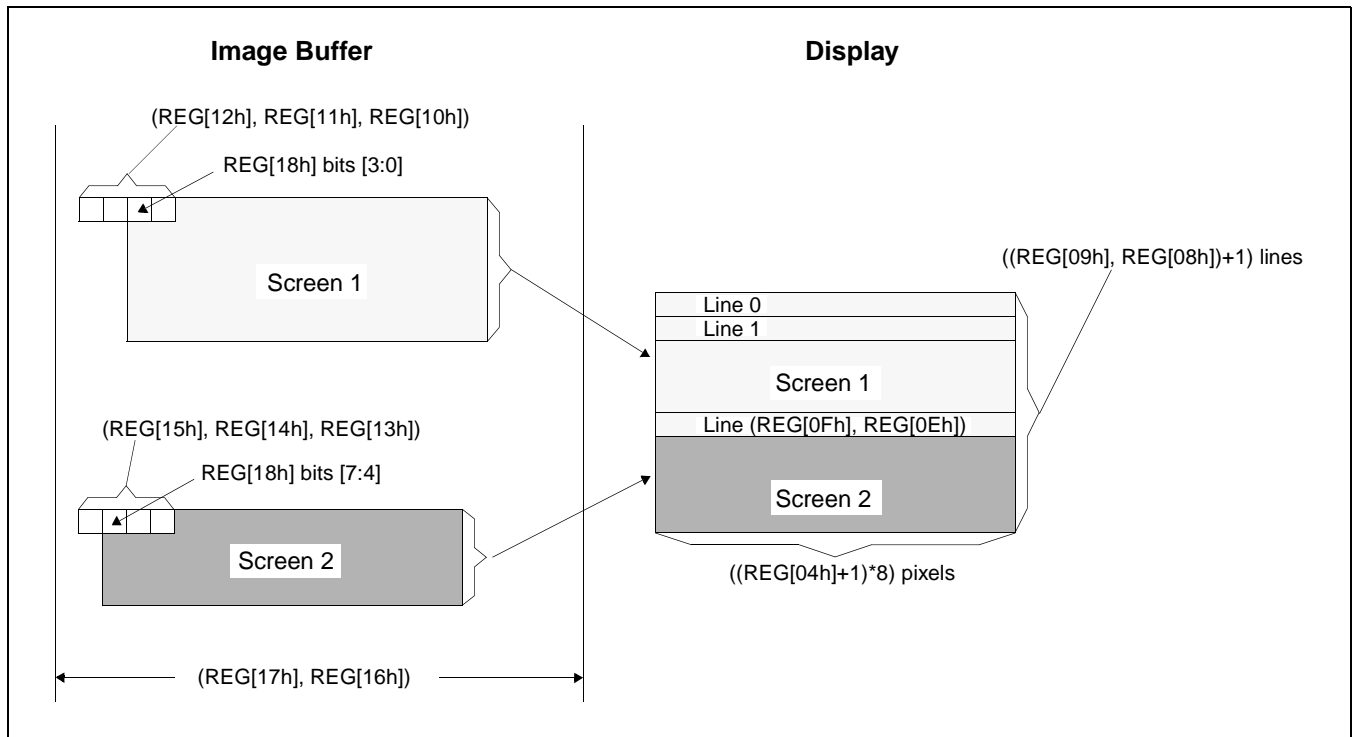 Image Buffer
Display
(REG[12h], REG[11h], REG[10h])
REG[18h] bits [3:0]
Screen 1
((REG[09h], REG[08h])+1) lines
Line 0
Line 1
Screen 1
Line (REG[0Fh], REG[0Eh])
Screen 2
((REG[04h]+1)*8) pixels
(REG[15h], REG[14h], REG[13h])
REG[18h] bits [7:4]
Screen 2
(REG[17h], REG[16h])